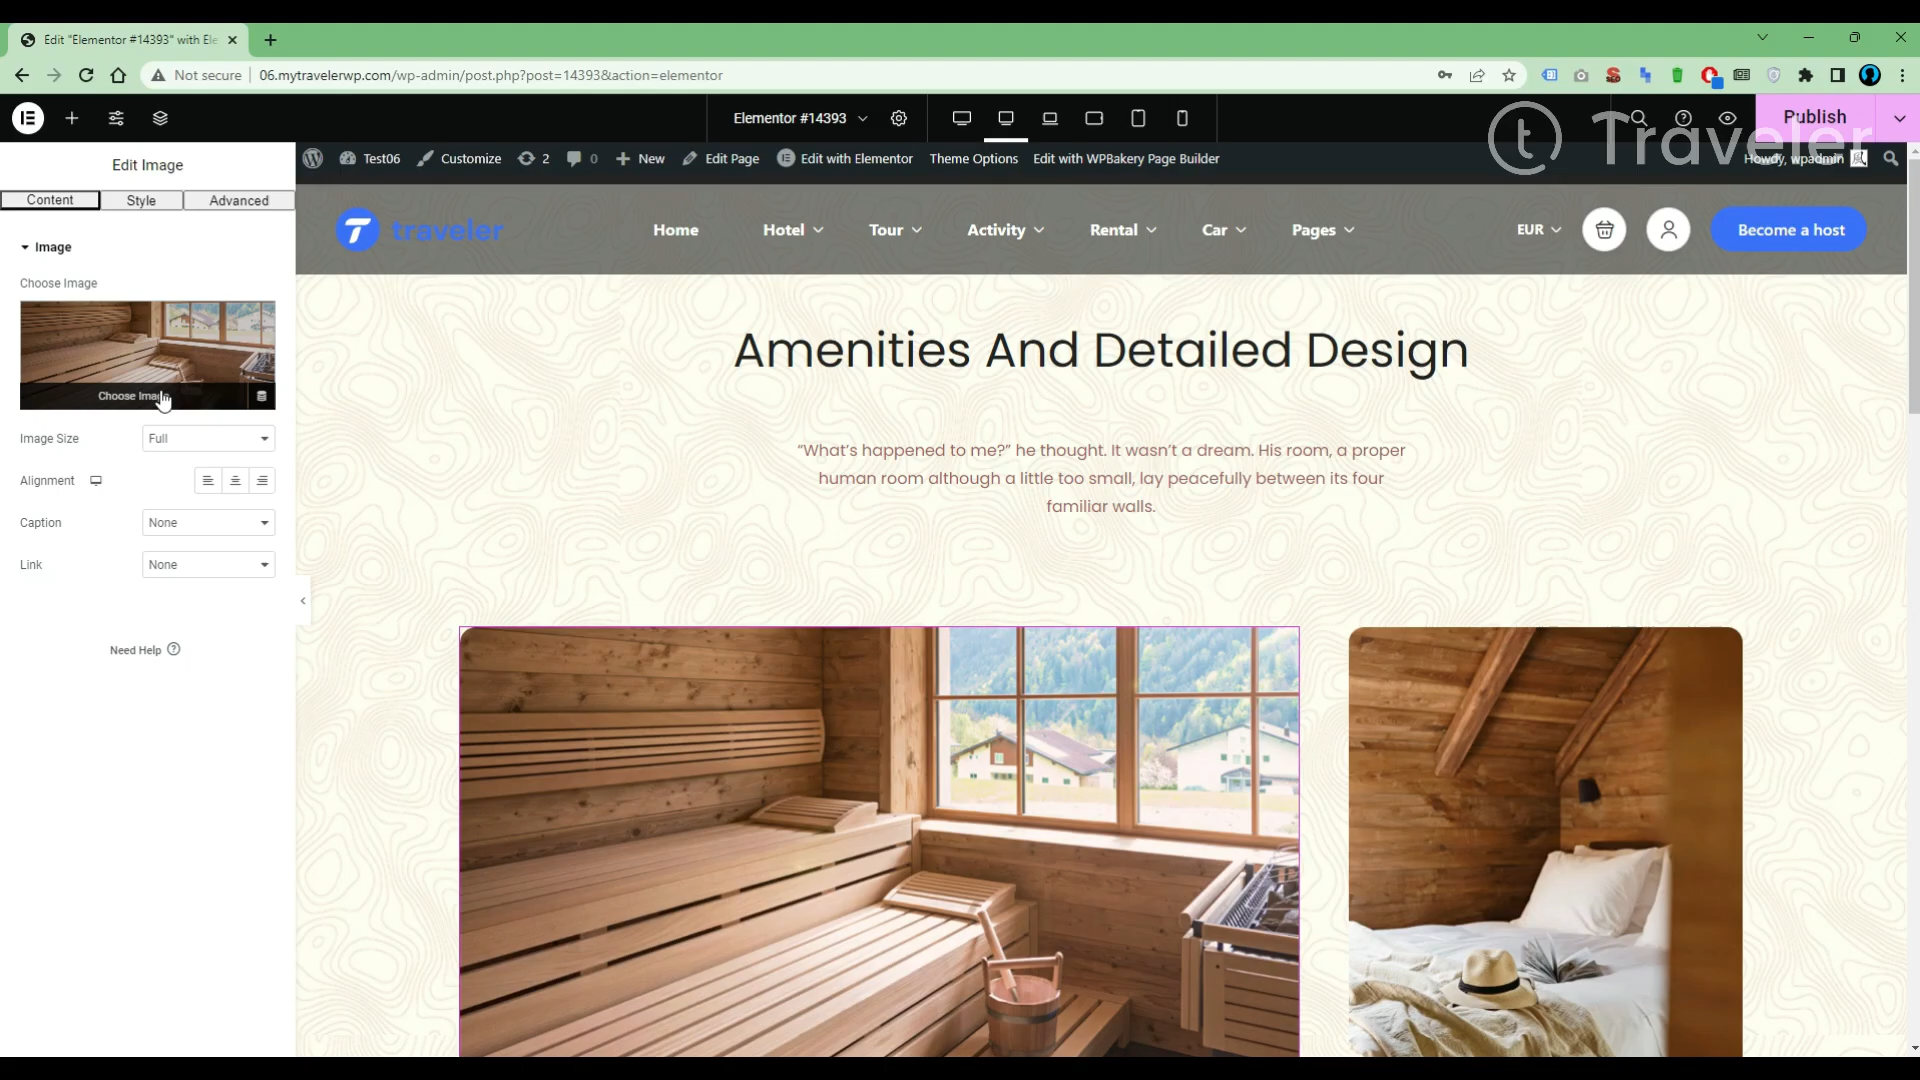 Edit "Elementor #14393" with Ele
Not secure
06.mytravelerwp.com/wp-admin/post.php?post=14393&action=elementor
Elementor #14393
Publish
Traveler
Edit Image
Test06
Customize
2
0
New
Edit Page
Edit with Elementor
Theme Options
Edit with WPBakery Page Builder
Howdy, wpadmin
Content
Style
Advanced
traveler
Home
Hotel
Tour
Activity
Rental
Car
Pages
EUR
Become a host
Image
Choose Image
Choose Image
Image Size
Full
Alignment
Caption
None
Link
None
Need Help
Amenities And Detailed Design
“What’s happened to me?” he thought. It wasn’t a dream. His room, a proper
human room although a little too small, lay peacefully between its four
familiar walls.